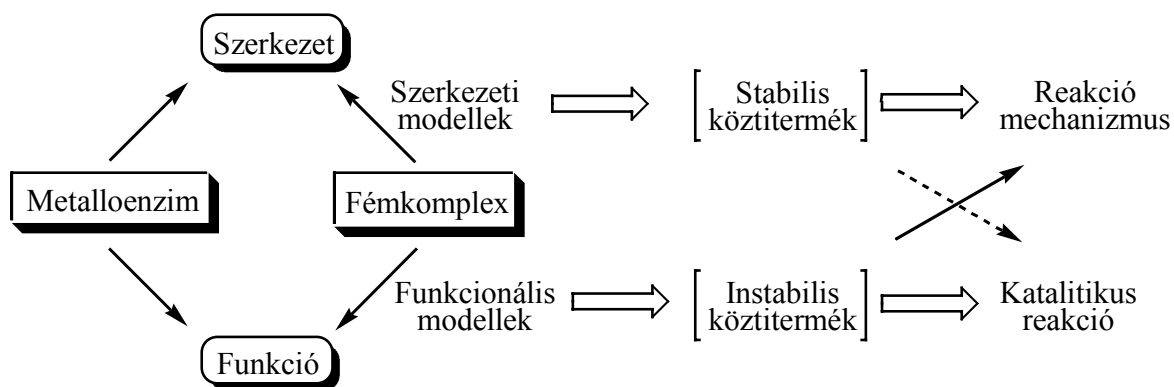 Szerkezet
Szerkezeti
modellek
Stabilis
köztitermék
Reakció
mechanizmus
Metalloenzim
Fémkomplex
Funkcionális
modellek
Instabilis
köztitermék
Katalitikus
reakció
Funkció